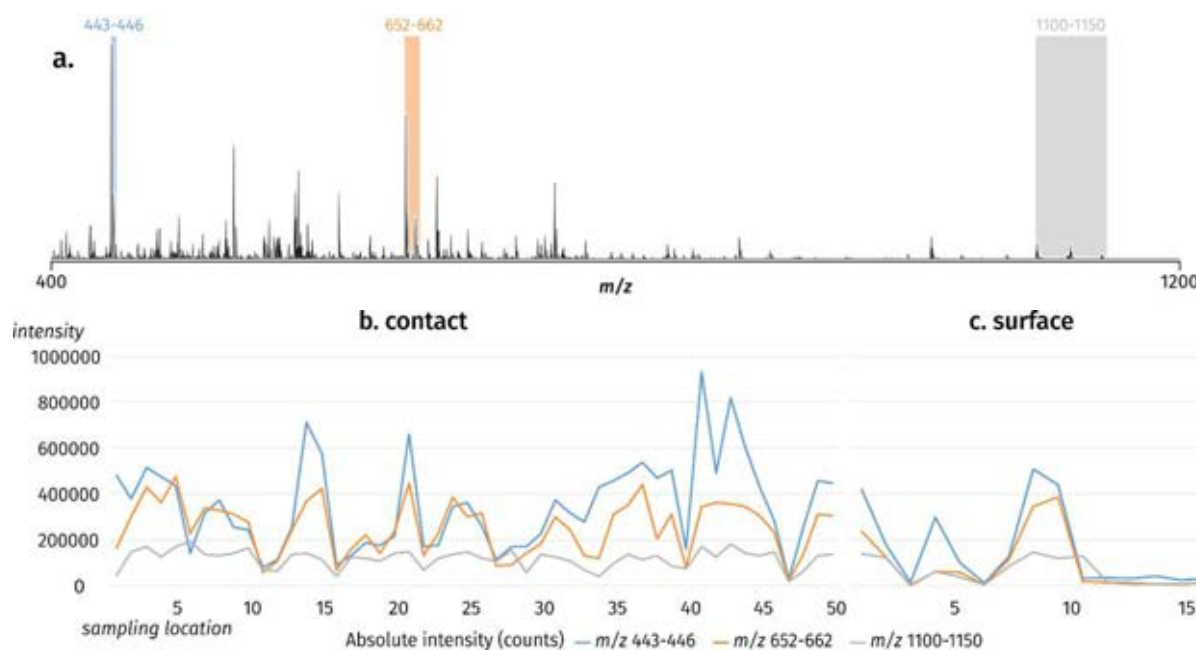 443-446 652-662 1100-1150
a.
400 m/z 1200
b. contact c. surface
intensity
1000000
800000
600000
400000
200000
0
5 10 15 20 25 30 35 40 45 50 5 10 15
sampling location
Absolute intensity (counts) m/z 443-446 m/z 652-662 m/z 1100-1150